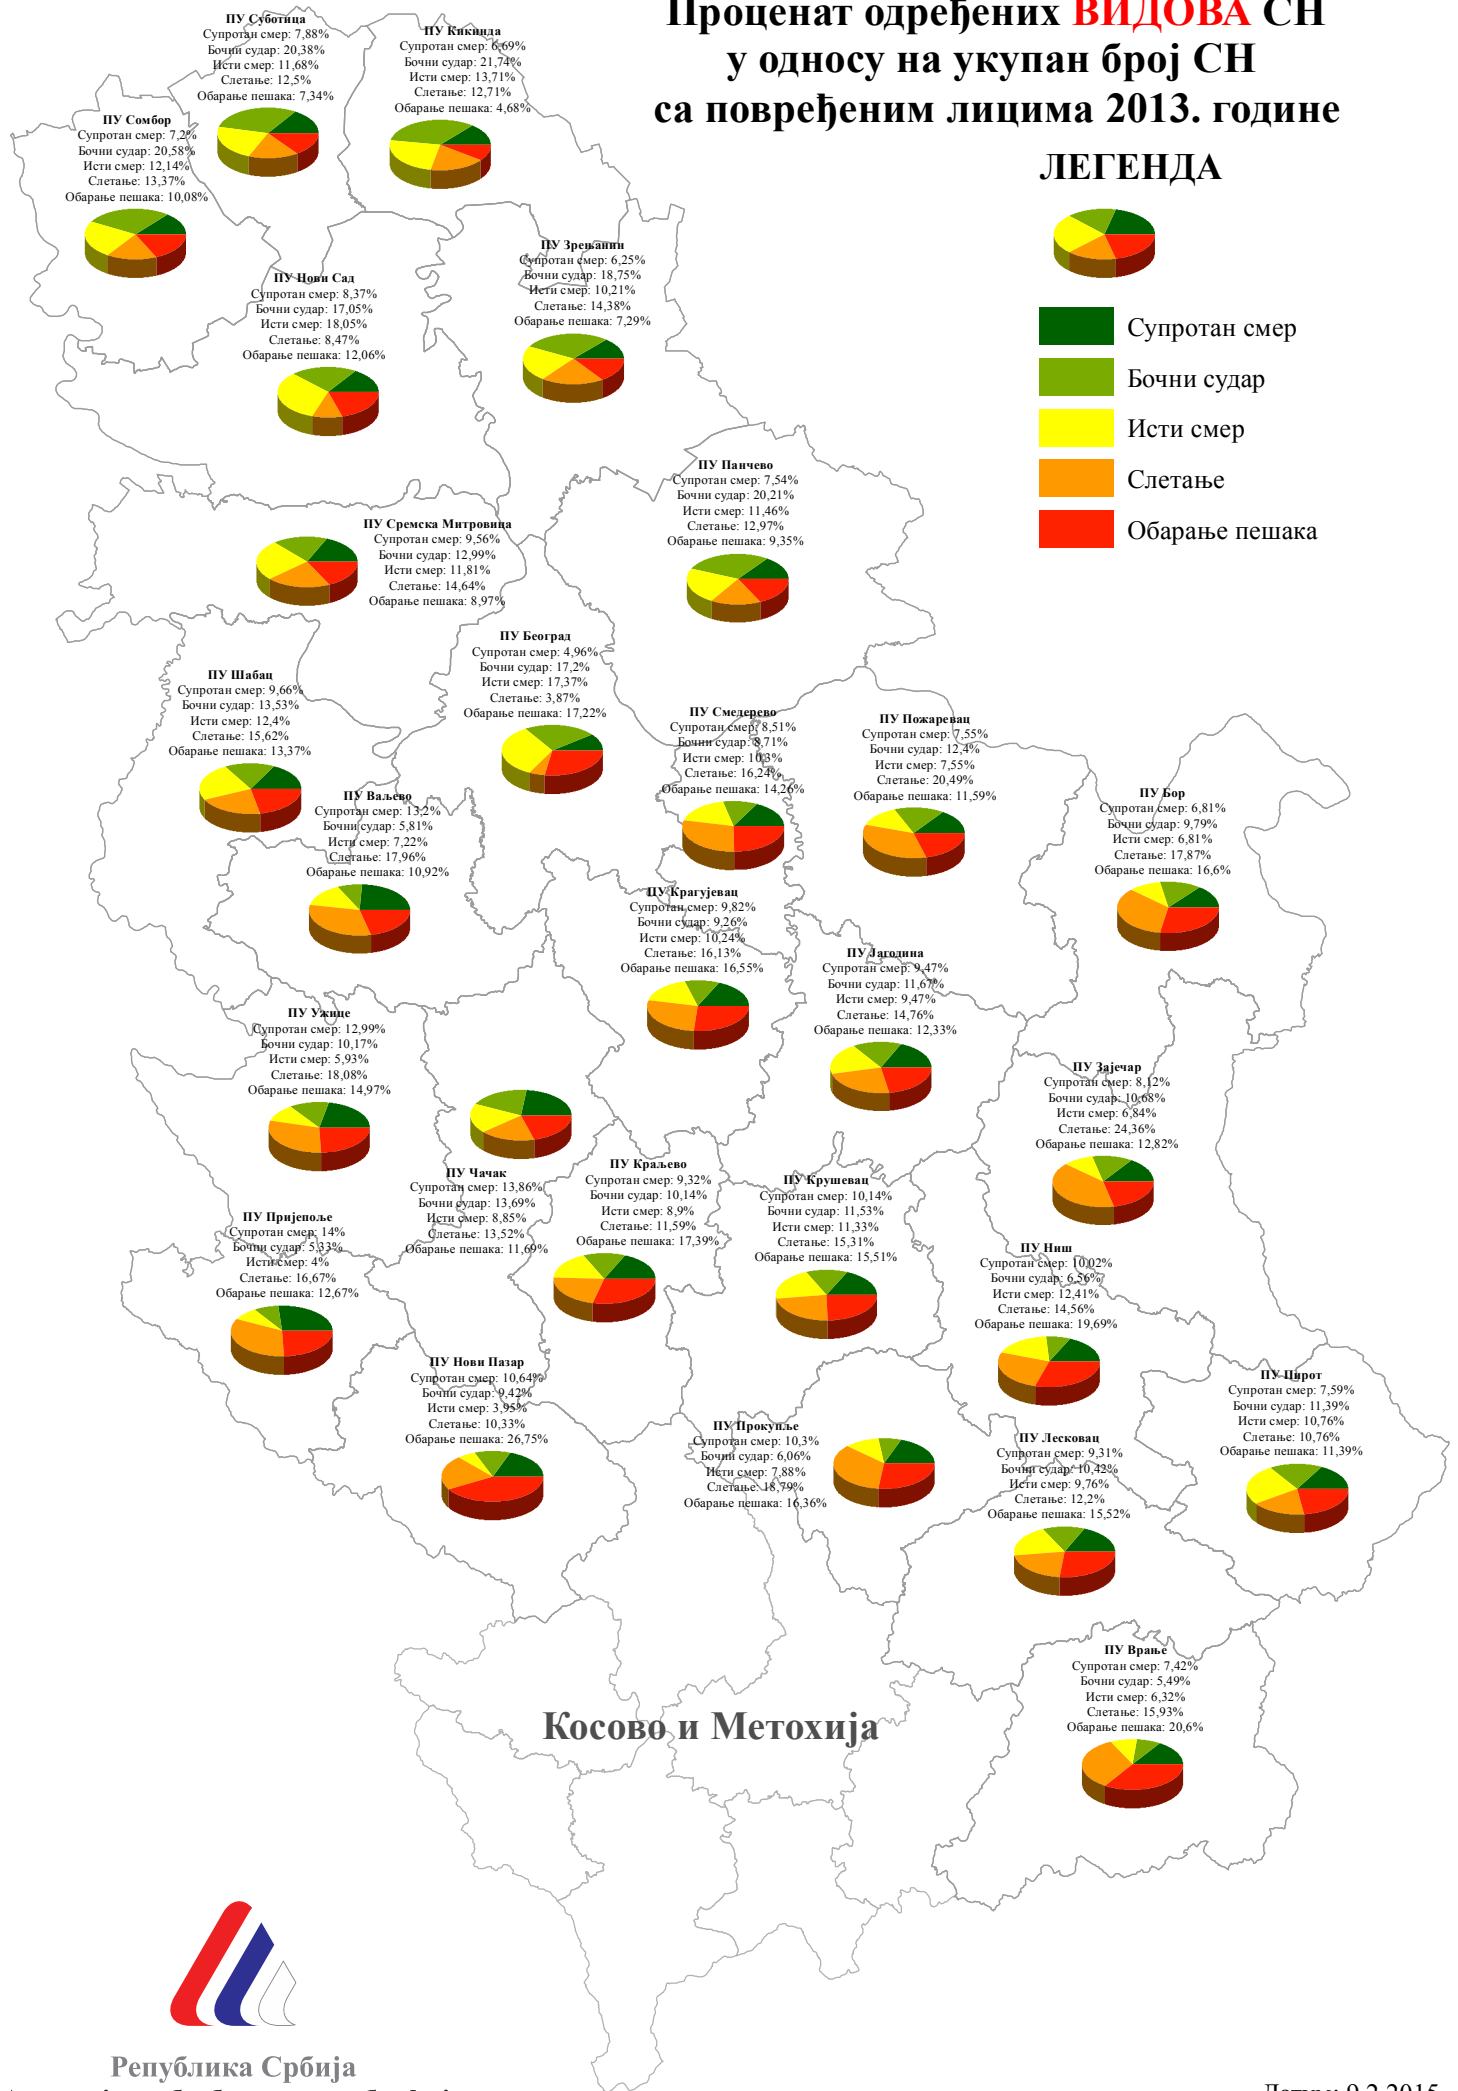 Проценат одређених ВИДОВА СН
у односу на укупан број СН
са повређеним лицима 2013. године
ЛЕГЕНДА
Супротан смер
Бочни судар
Исти смер
Слетање
Обарање пешака
ПУ Суботица
Супротан смер: 7,88%
Бочни судар: 20,38%
Исти смер: 11,68%
Слетање: 12,5%
Обарање пешака: 7,34%
ПУ Кикинда
Супротан смер: 6,69%
Бочни судар: 21,74%
Исти смер: 13,71%
Слетање: 12,71%
Обарање пешака: 4,68%
ПУ Сомбор
Супротан смер: 7,2%
Бочни судар: 20,58%
Исти смер: 12,14%
Слетање: 13,37%
Обарање пешака: 10,08%
ПУ Зрењанин
Супротан смер: 6,25%
Бочни судар: 18,75%
Исти смер: 10,21%
Слетање: 14,38%
Обарање пешака: 7,29%
ПУ Нови Сад
Супротан смер: 8,37%
Бочни судар: 17,05%
Исти смер: 18,05%
Слетање: 8,47%
Обарање пешака: 12,06%
ПУ Панчево
Супротан смер: 7,54%
Бочни судар: 20,21%
Исти смер: 11,46%
Слетање: 12,97%
Обарање пешака: 9,35%
ПУ Сремска Митровица
Супротан смер: 9,56%
Бочни судар: 12,99%
Исти смер: 11,81%
Слетање: 14,64%
Обарање пешака: 8,97%
ПУ Београд
Супротан смер: 4,96%
Бочни судар: 17,2%
Исти смер: 17,37%
Слетање: 3,87%
Обарање пешака: 17,22%
ПУ Шабац
Супротан смер: 9,66%
Бочни судар: 13,53%
Исти смер: 12,4%
Слетање: 15,62%
Обарање пешака: 13,37%
ПУ Смедерево
Супротан смер: 8,51%
Бочни судар: 8,71%
Исти смер: 10,3%
Слетање: 16,24%
Обарање пешака: 14,26%
ПУ Пожаревац
Супротан смер: 7,55%
Бочни судар: 12,4%
Исти смер: 7,55%
Слетање: 20,49%
Обарање пешака: 11,59%
ПУ Бор
Супротан смер: 6,81%
Бочни судар: 9,79%
Исти смер: 6,81%
Слетање: 17,87%
Обарање пешака: 16,6%
ПУ Ваљево
Супротан смер: 13,2%
Бочни судар: 5,81%
Исти смер: 7,22%
Слетање: 17,96%
Обарање пешака: 10,92%
ПУ Крагујевац
Супротан смер: 9,82%
Бочни судар: 9,26%
Исти смер: 10,24%
Слетање: 16,13%
Обарање пешака: 16,55%
ПУ Јагодина
Супротан смер: 9,47%
Бочни судар: 11,67%
Исти смер: 9,47%
Слетање: 14,76%
Обарање пешака: 12,33%
ПУ Ужице
Супротан смер: 12,99%
Бочни судар: 10,17%
Исти смер: 5,93%
Слетање: 18,08%
Обарање пешака: 14,97%
ПУ Зајечар
Супротан смер: 8,12%
Бочни судар: 10,68%
Исти смер: 6,84%
Слетање: 24,36%
Обарање пешака: 12,82%
ПУ Чачак
Супротан смер: 13,86%
Бочни судар: 13,69%
Исти смер: 8,85%
Слетање: 13,52%
Обарање пешака: 11,69%
ПУ Краљево
Супротан смер: 9,32%
Бочни судар: 10,14%
Исти смер: 8,9%
Слетање: 11,59%
Обарање пешака: 17,39%
ПУ Крушевац
Супротан смер: 10,14%
Бочни судар: 11,53%
Исти смер: 11,33%
Слетање: 15,31%
Обарање пешака: 15,51%
ПУ Пријепоље
Супротан смер: 14%
Бочни судар: 5,33%
Исти смер: 4%
Слетање: 16,67%
Обарање пешака: 12,67%
ПУ Ниш
Супротан смер: 10,02%
Бочни судар: 6,56%
Исти смер: 12,41%
Слетање: 14,56%
Обарање пешака: 19,69%
ПУ Нови Пазар
Супротан смер: 10,64%
Бочни судар: 9,42%
Исти смер: 3,95%
Слетање: 10,33%
Обарање пешака: 26,75%
ПУ Пирот
Супротан смер: 7,59%
Бочни судар: 11,39%
Исти смер: 10,76%
Слетање: 10,76%
Обарање пешака: 11,39%
ПУ Прокупље
Супротан смер: 10,3%
Бочни судар: 6,06%
Исти смер: 7,88%
Слетање: 18,79%
Обарање пешака: 16,36%
ПУ Лесковац
Супротан смер: 9,31%
Бочни судар: 10,42%
Исти смер: 9,76%
Слетање: 12,2%
Обарање пешака: 15,52%
ПУ Врање
Супротан смер: 7,42%
Бочни судар: 5,49%
Исти смер: 6,32%
Слетање: 15,93%
Обарање пешака: 20,6%
Косово и Метохија
Република Србија